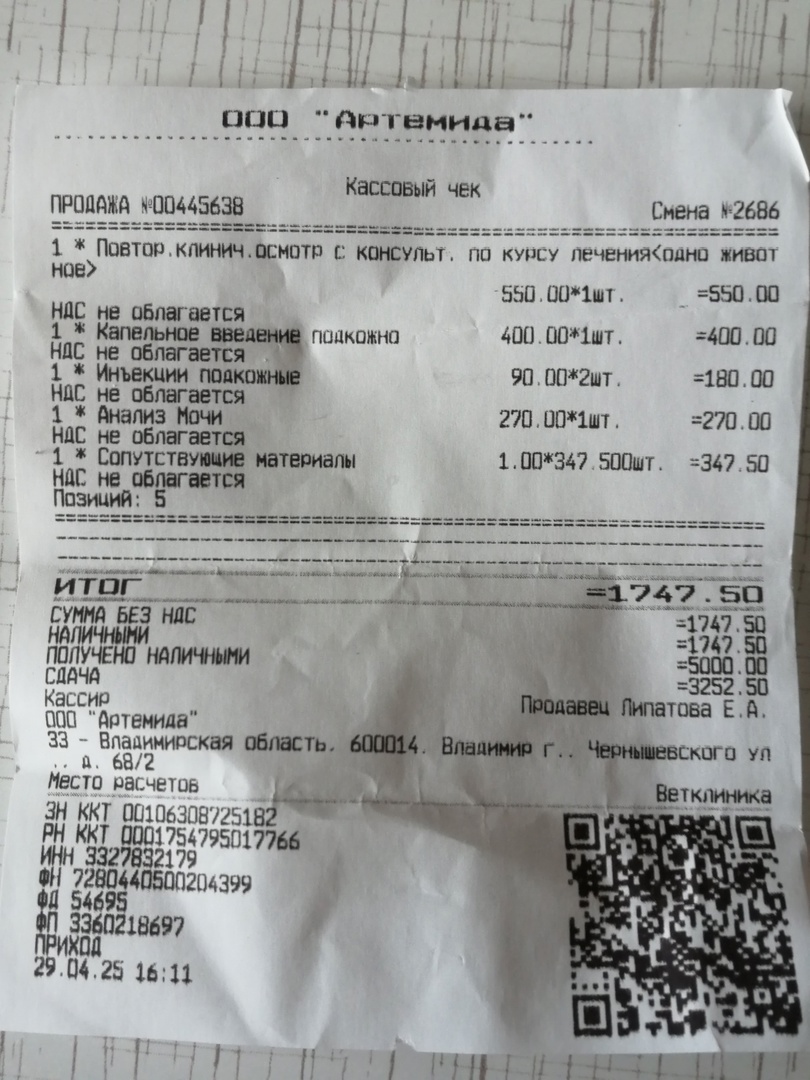 ООО "Артемида"
Кассовый чек
ПРОДАЖА №00445638 Смена №2686
1 * Повтор.клинич.осмотр с консульт. по курсу лечения<одно живот
ное>
550.00*1шт. =550.00
НДС не облагается
1 * Капельное введение подкожно 400.00*1шт. =400.00
НДС не облагается
1 * Инъекции подкожные 90.00*2шт. =180.00
НДС не облагается
1 * Анализ Мочи 270.00*1шт. =270.00
НДС не облагается
1 * Сопутствующие материалы 1.00*347.500шт. =347.50
НДС не облагается
Позиций: 5
ИТОГ =1747.50
СУММА БЕЗ НДС =1747.50
НАЛИЧНЫМИ =1747.50
ПОЛУЧЕНО НАЛИЧНЫМИ =5000.00
СДАЧА =3252.50
Кассир Продавец Липатова Е.А.
ООО "Артемида"
33 - Владимирская область, 600014, Владимир г., Чернышевского ул
., д. 68/2
Место расчетов Ветклиника
ЗН ККТ 00106308725182
РН ККТ 0001754795017766
ИНН 3327832179
ФН 7280440500204399
ФД 54695
ФП 3360218697
ПРИХОД
29.04.25 16:11